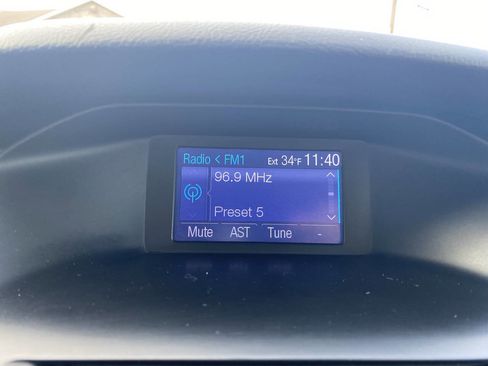 Radio < FM1 Ext 34°F 11:40
96.9 MHz
Preset 5
Mute AST Tune -